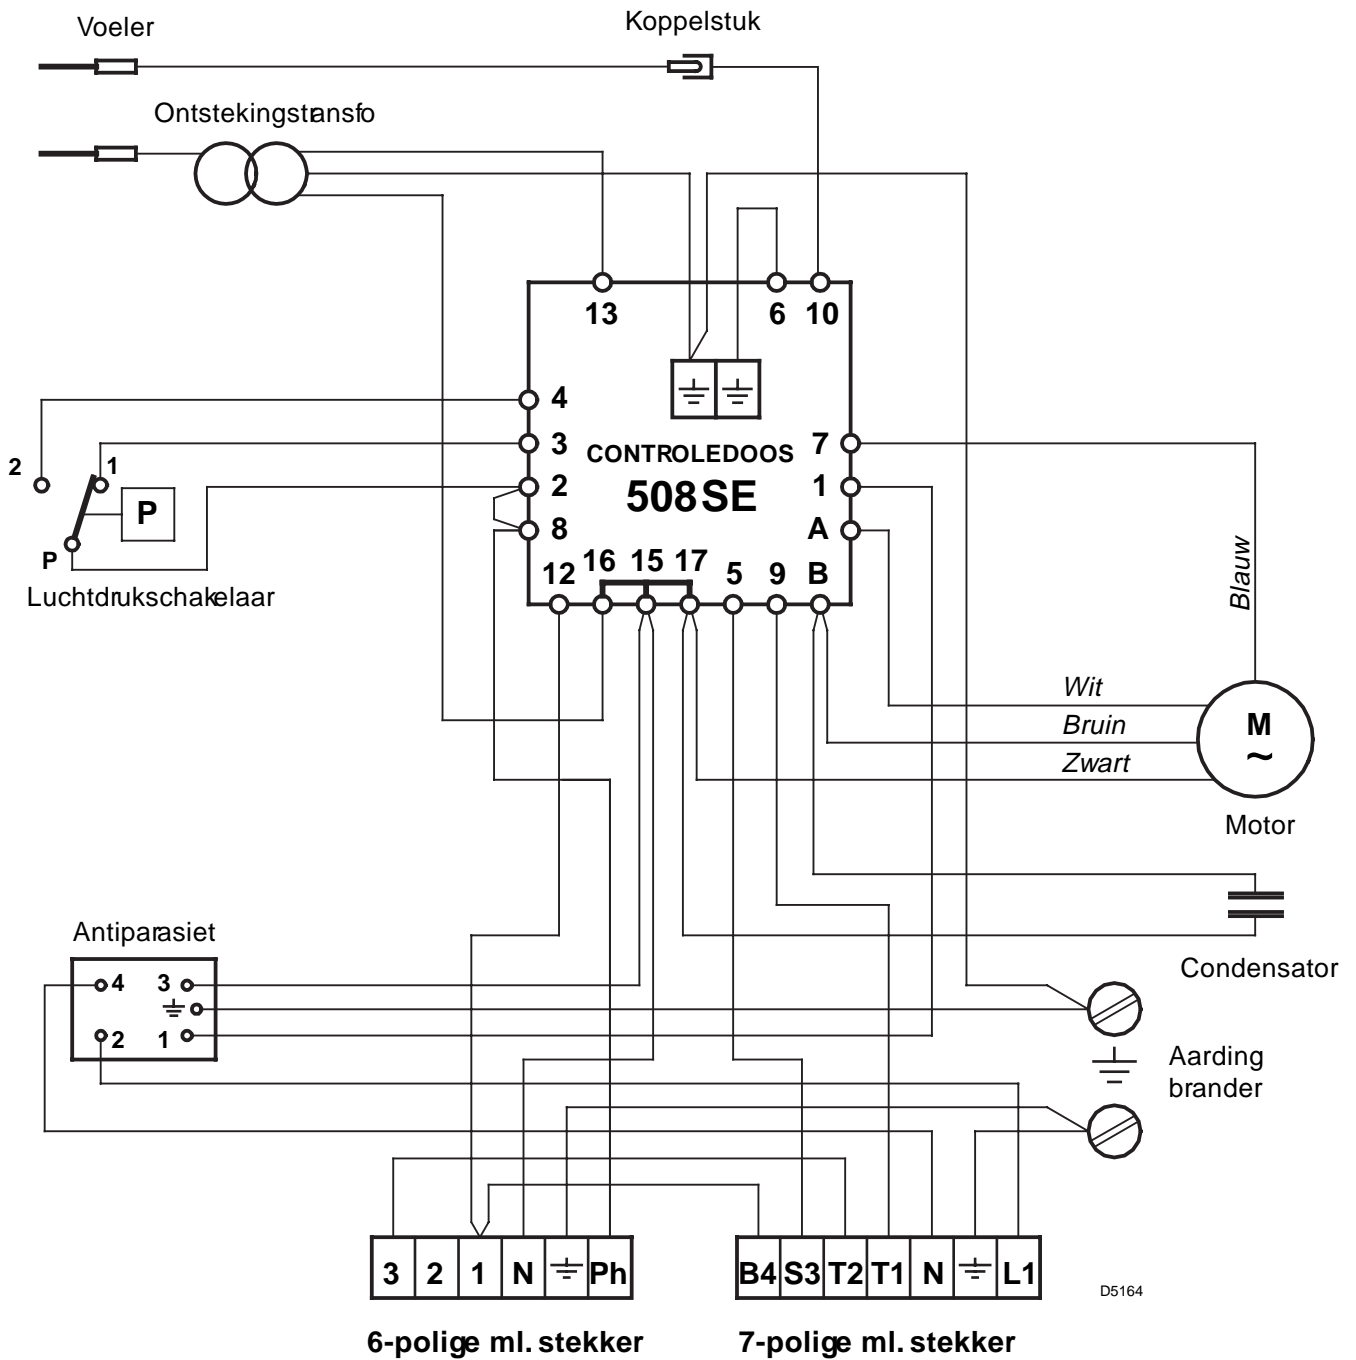 Voeler
Koppelstuk
Ontstekingstransfo
13
6 10
4
3
2
8
CONTROLEDOOS
508 SE
7
1
A
12 16 15 17 5 9 B
2
1
P
P
Luchtdrukschakelaar
Blauw
Wit
Bruin
Zwart
M
~
Motor
Condensator
Antiparasiet
4 3
2 1
Aarding
brander
3 2 1 N Ph
B4 S3 T2 T1 N L1
D5164
6-polige ml. stekker
7-polige ml. stekker